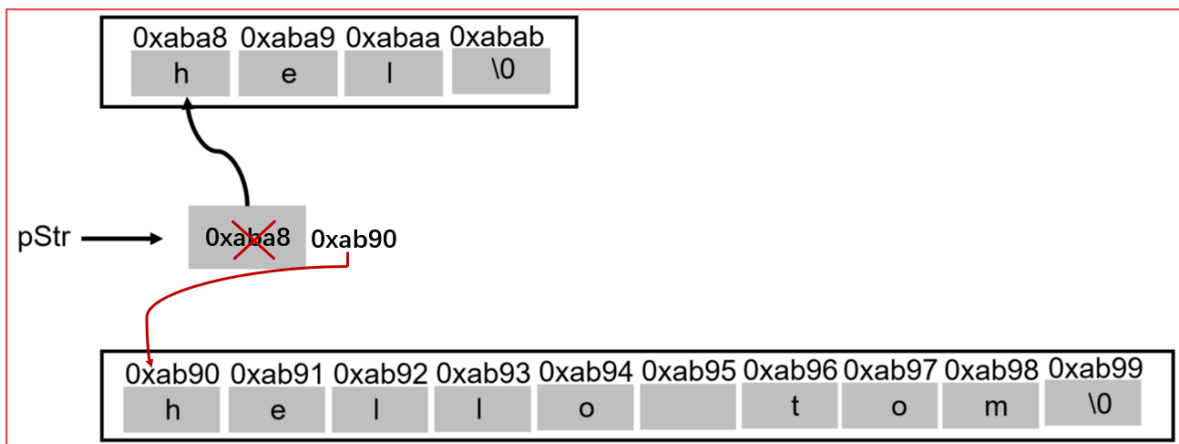 0xaba8 0xaba9 0xabaa 0xabab
h e l \0
pStr 0xaba8 0xab90
0xab90 0xab91 0xab92 0xab93 0xab94 0xab95 0xab96 0xab97 0xab98 0xab99
h e l l o t o m \0